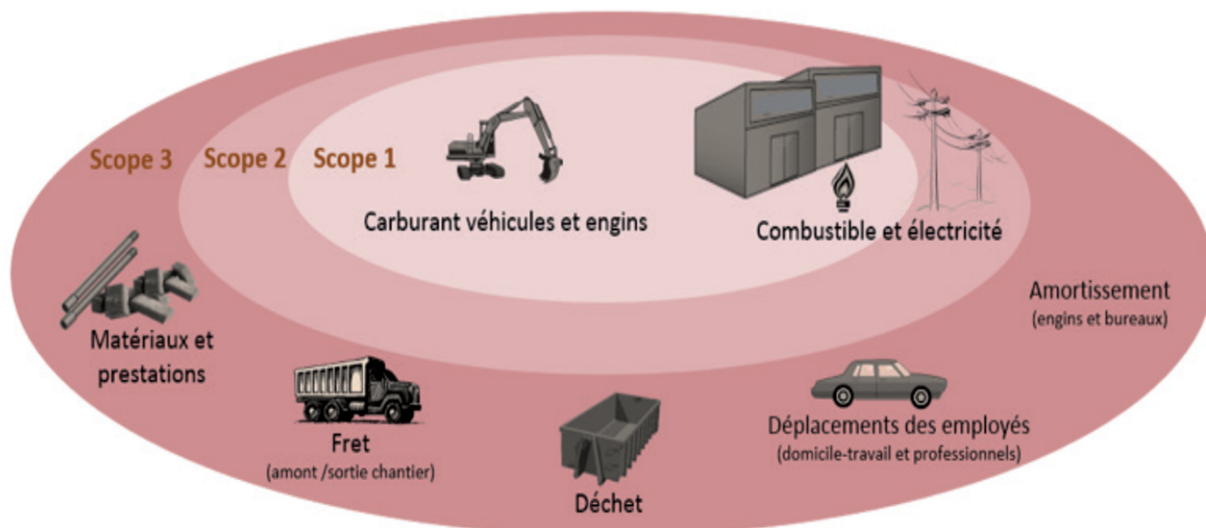 Scope 3
Scope 2
Scope 1
Carburant véhicules et engins
Combustible et électricité
Amortissement
(engins et bureaux)
Matériaux et
prestations
Fret
(amont /sortie chantier)
Déchet
Déplacements des employés
(domicile-travail et professionnels)